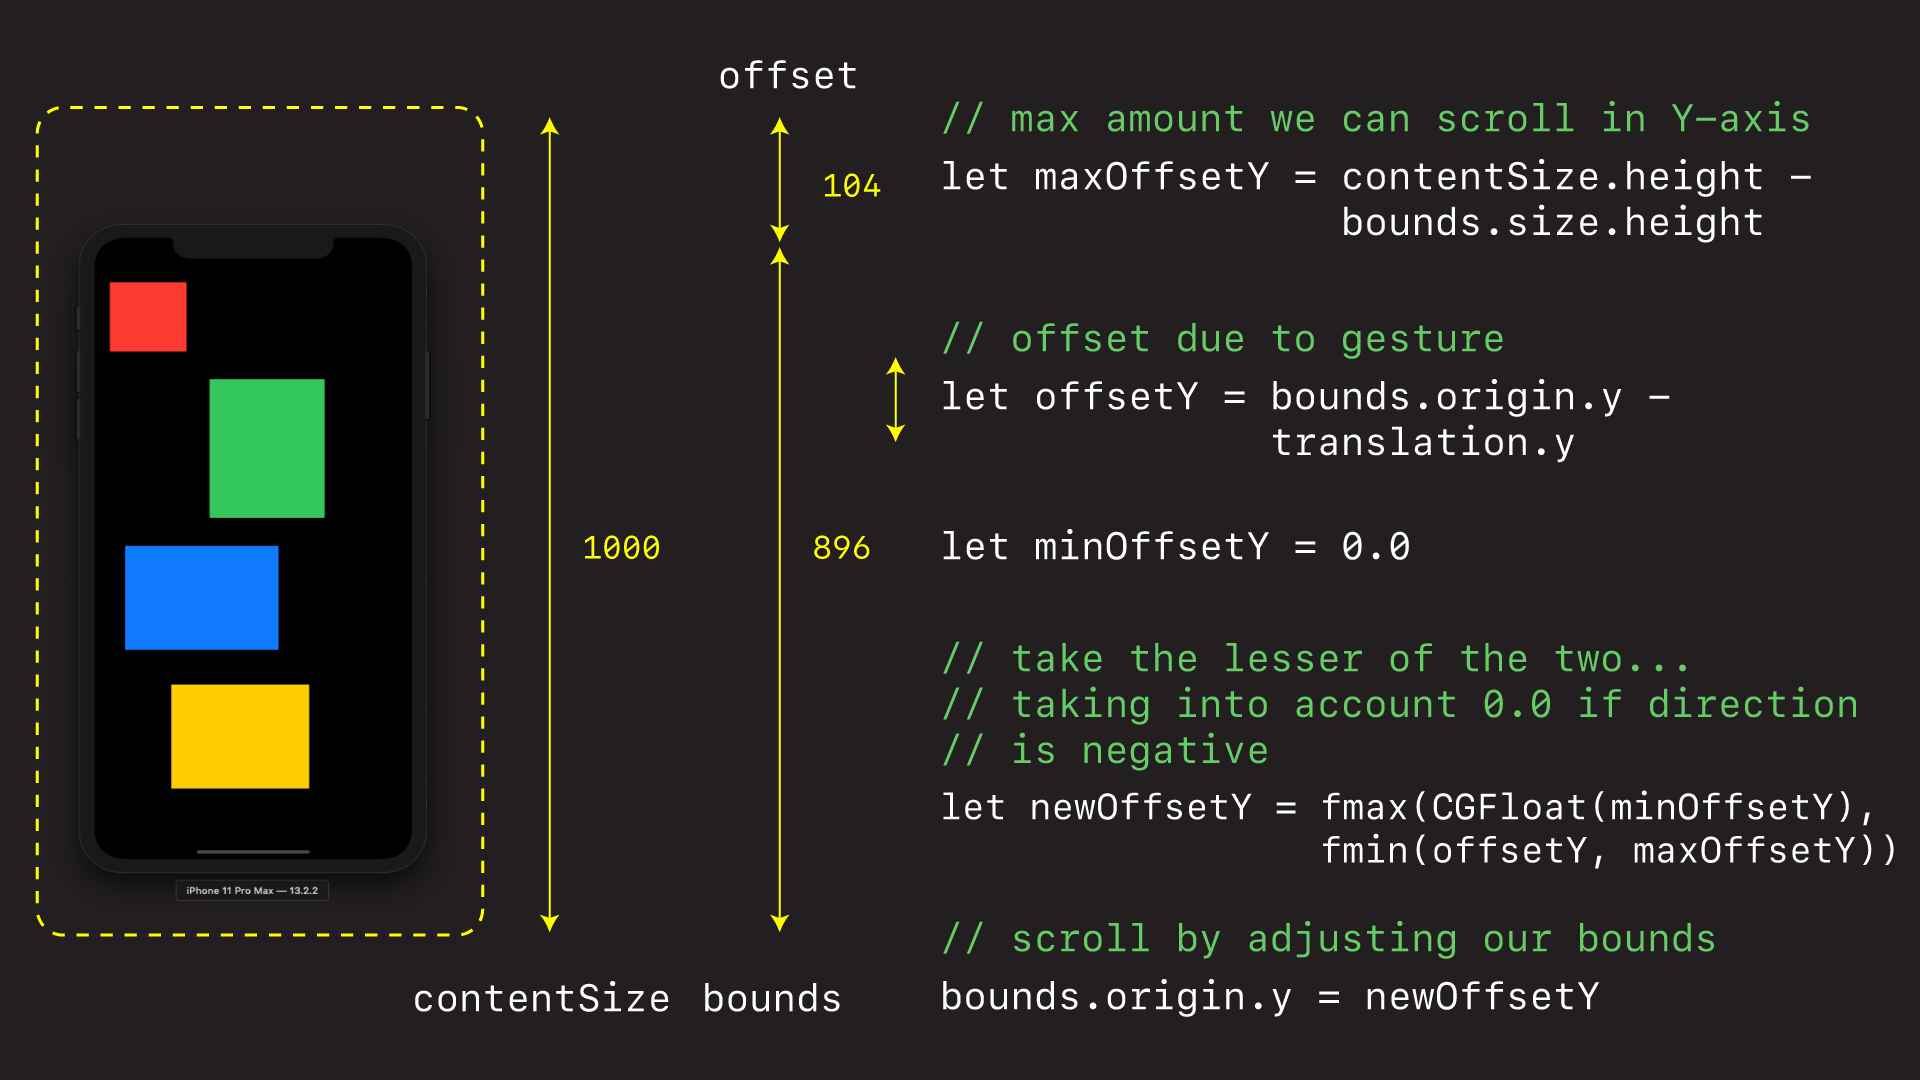 offset
104
1000
896
iPhone 11 Pro Max — 13.2.2
contentSize
bounds
// max amount we can scroll in Y-axis
let maxOffsetY = contentSize.height -
bounds.size.height
// offset due to gesture
let offsetY = bounds.origin.y -
translation.y
let minOffsetY = 0.0
// take the lesser of the two...
// taking into account 0.0 if direction
// is negative
let newOffsetY = fmax(CGFloat(minOffsetY),
fmin(offsetY, maxOffsetY))
// scroll by adjusting our bounds
bounds.origin.y = newOffsetY